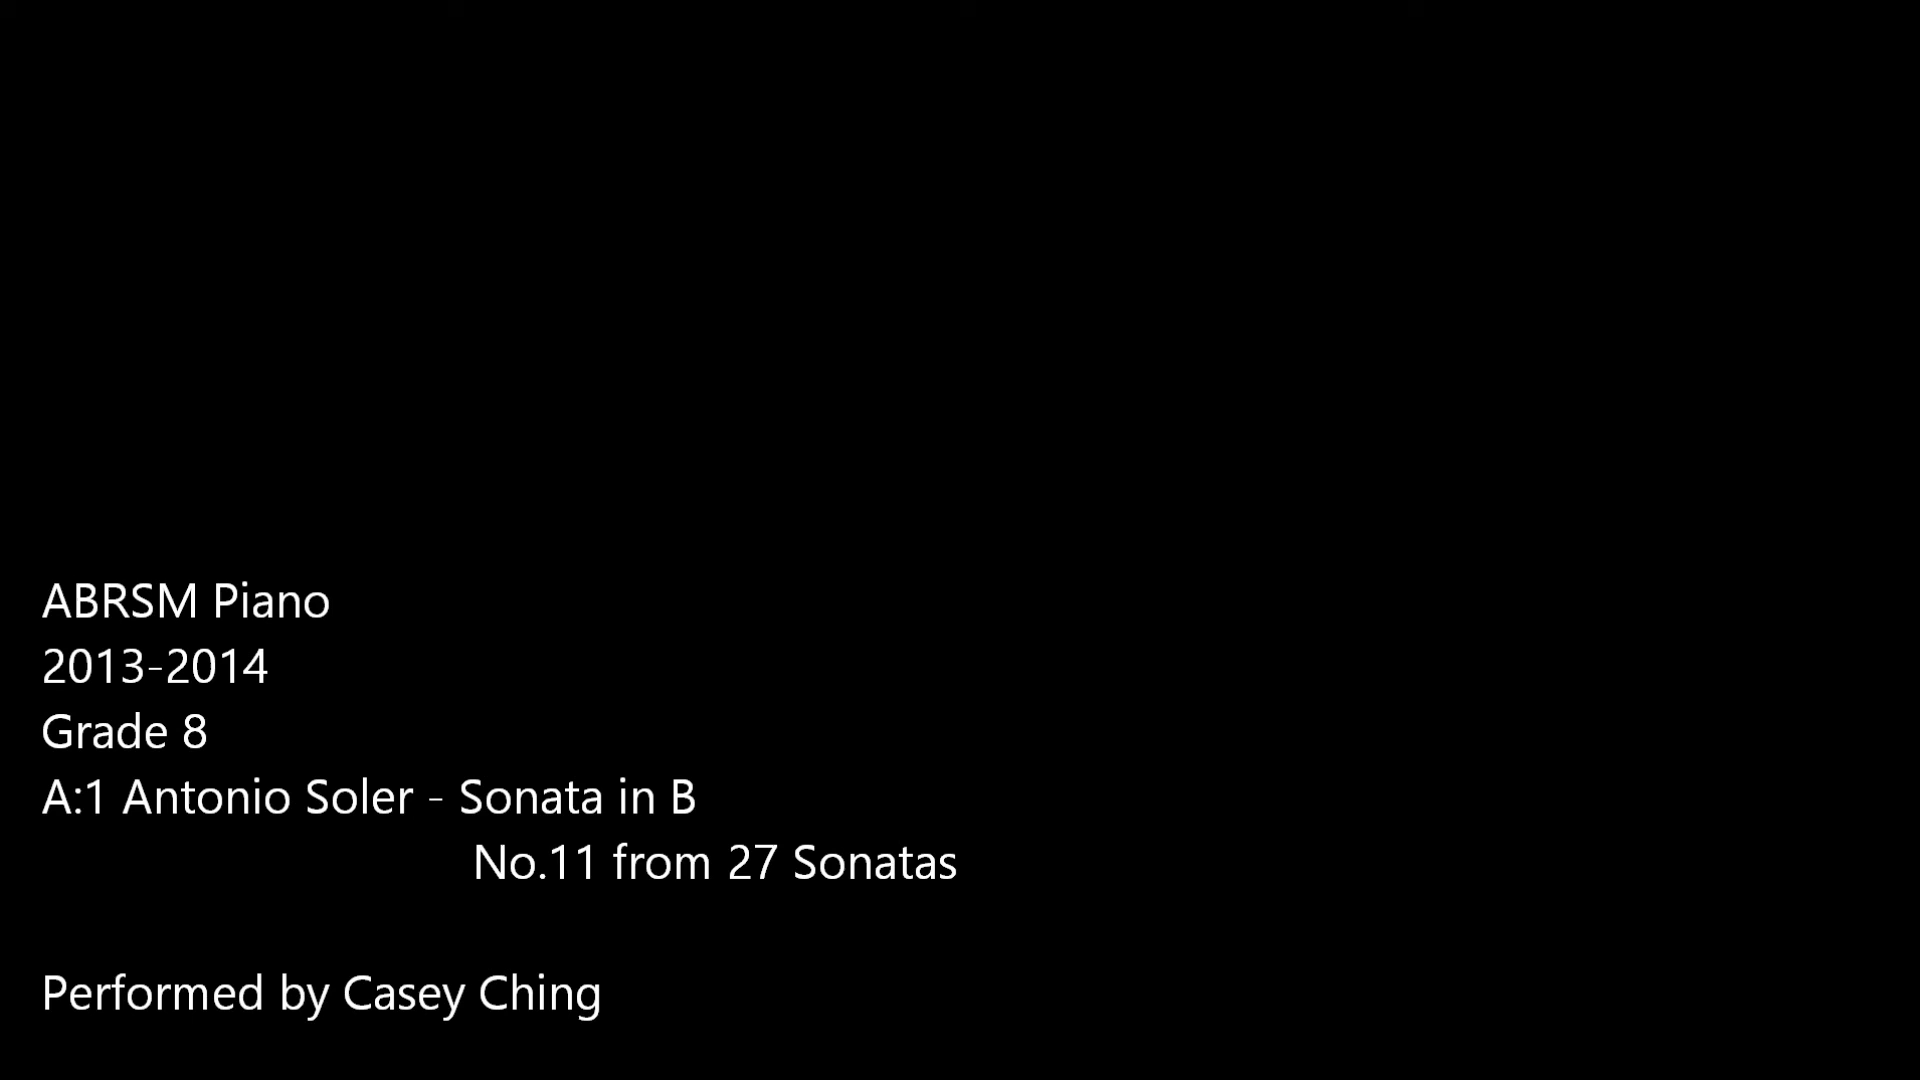 ABRSM Piano
2013-2014
Grade 8
A:1 Antonio Soler - Sonata in B
No.11 from 27 Sonatas
Performed by Casey Ching